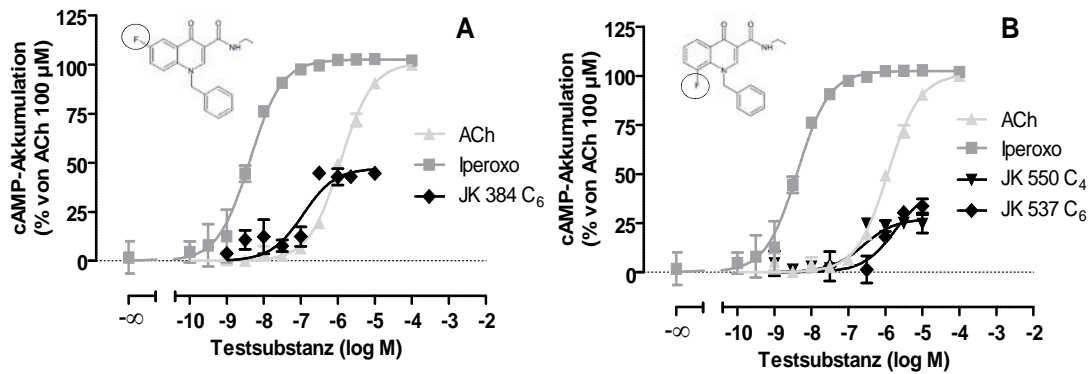 A
cAMP-Akkumulation
(% von ACh 100 µM)
125
100
75
50
25
0
F
O
O
NH
N
ACh
Iperoxo
JK 384 C6
-∞
-10
-9
-8
-7
-6
-5
-4
-3
-2
Testsubstanz (log M)
B
cAMP-Akkumulation
(% von ACh 100 µM)
125
100
75
50
25
0
O
O
NH
N
F
ACh
Iperoxo
JK 550 C4
JK 537 C6
-∞
-10
-9
-8
-7
-6
-5
-4
-3
-2
Testsubstanz (log M)